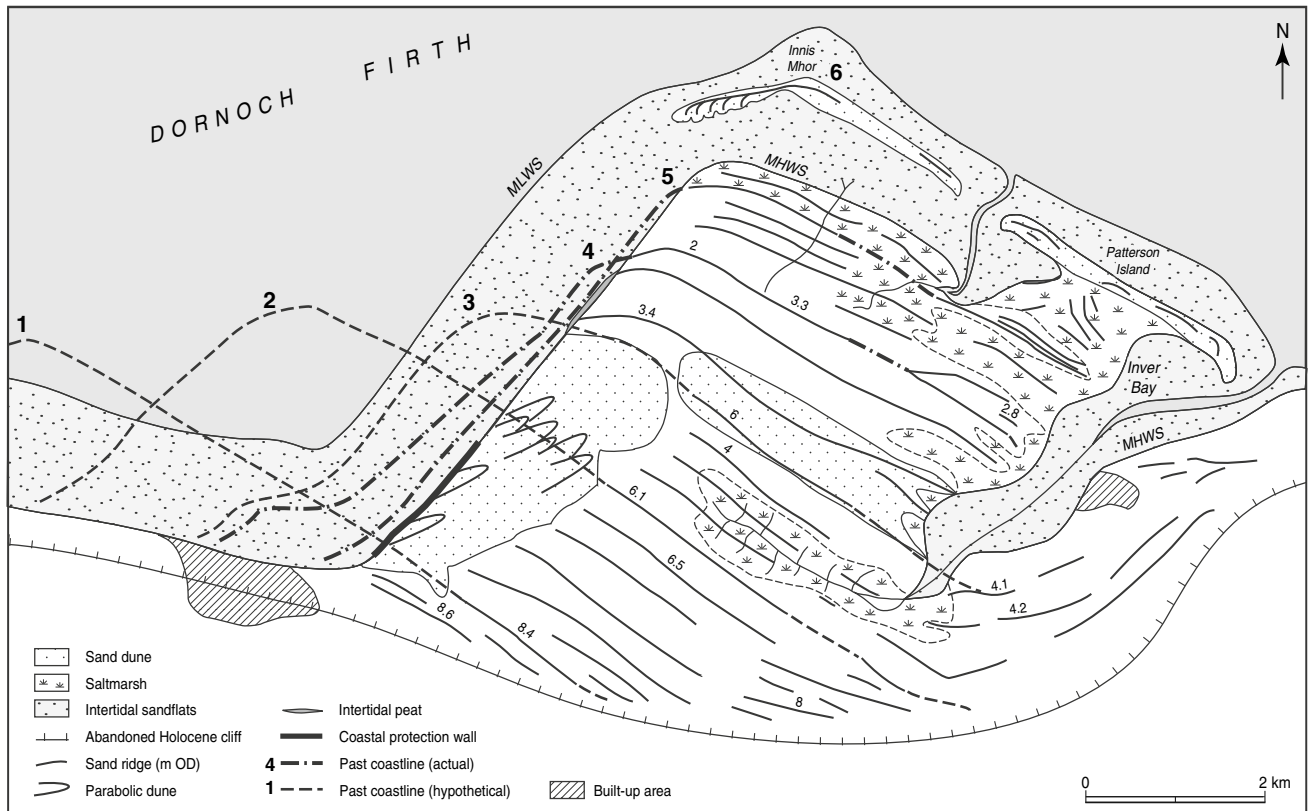 DORNOCH FIRTH
N
Innis
Mhor
6
MLWS
MHWS
5
4
2
3
1
2
3.3
3.4
Patterson
Island
Inver
Bay
2.8
MHWS
6
4
6.1
6.5
4.1
4.2
8.6
8.4
8
Sand dune
Saltmarsh
Intertidal sandflats
Abandoned Holocene cliff
Sand ridge (m OD)
Parabolic dune
Intertidal peat
Coastal protection wall
4 Past coastline (actual)
1 Past coastline (hypothetical)
Built-up area
0 2 km